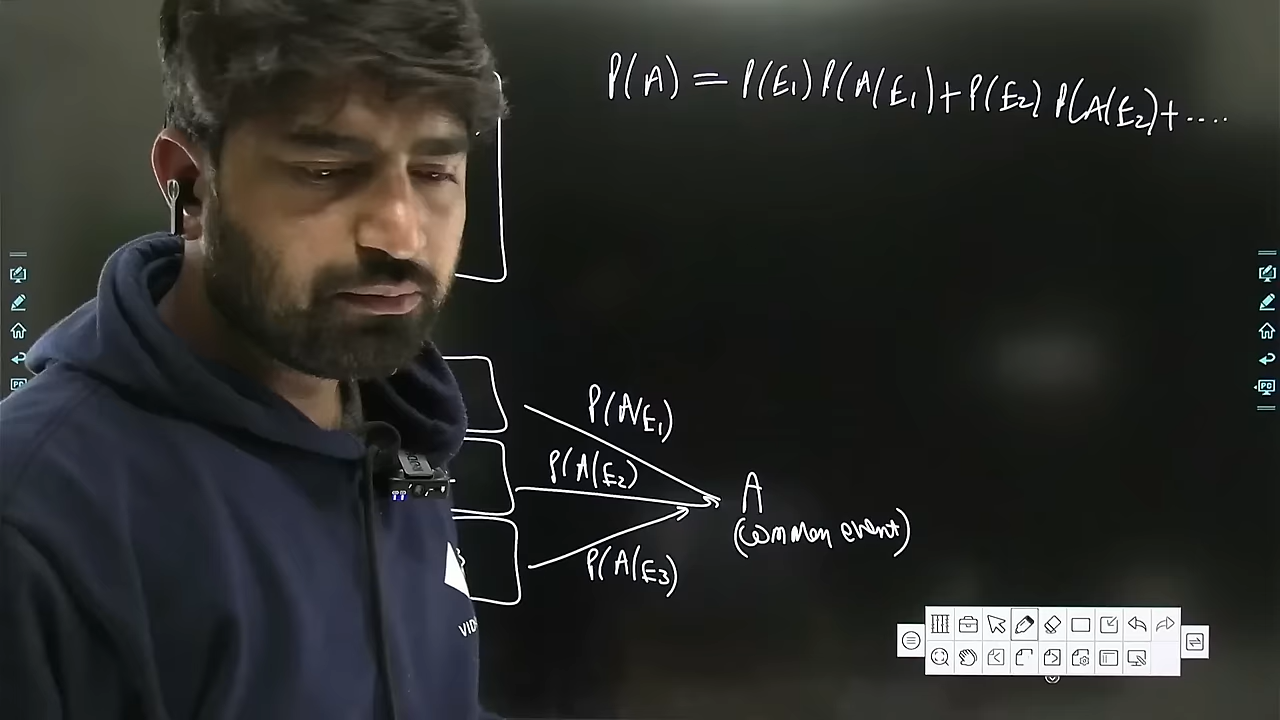 P(A) = P(E₁) P(A/E₁) + P(E₂) P(A/E₂) + ....
P(A/E₁)
P(A/E₂)
A
(common event)
P(A/E₃)